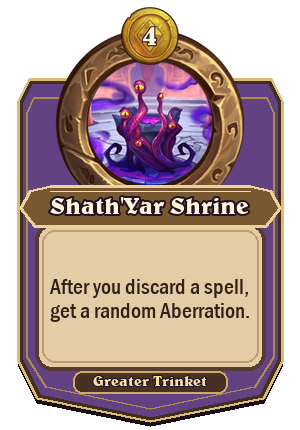 4
Shath'Yar Shrine
After you discard a spell,
get a random Aberration.
Greater Trinket